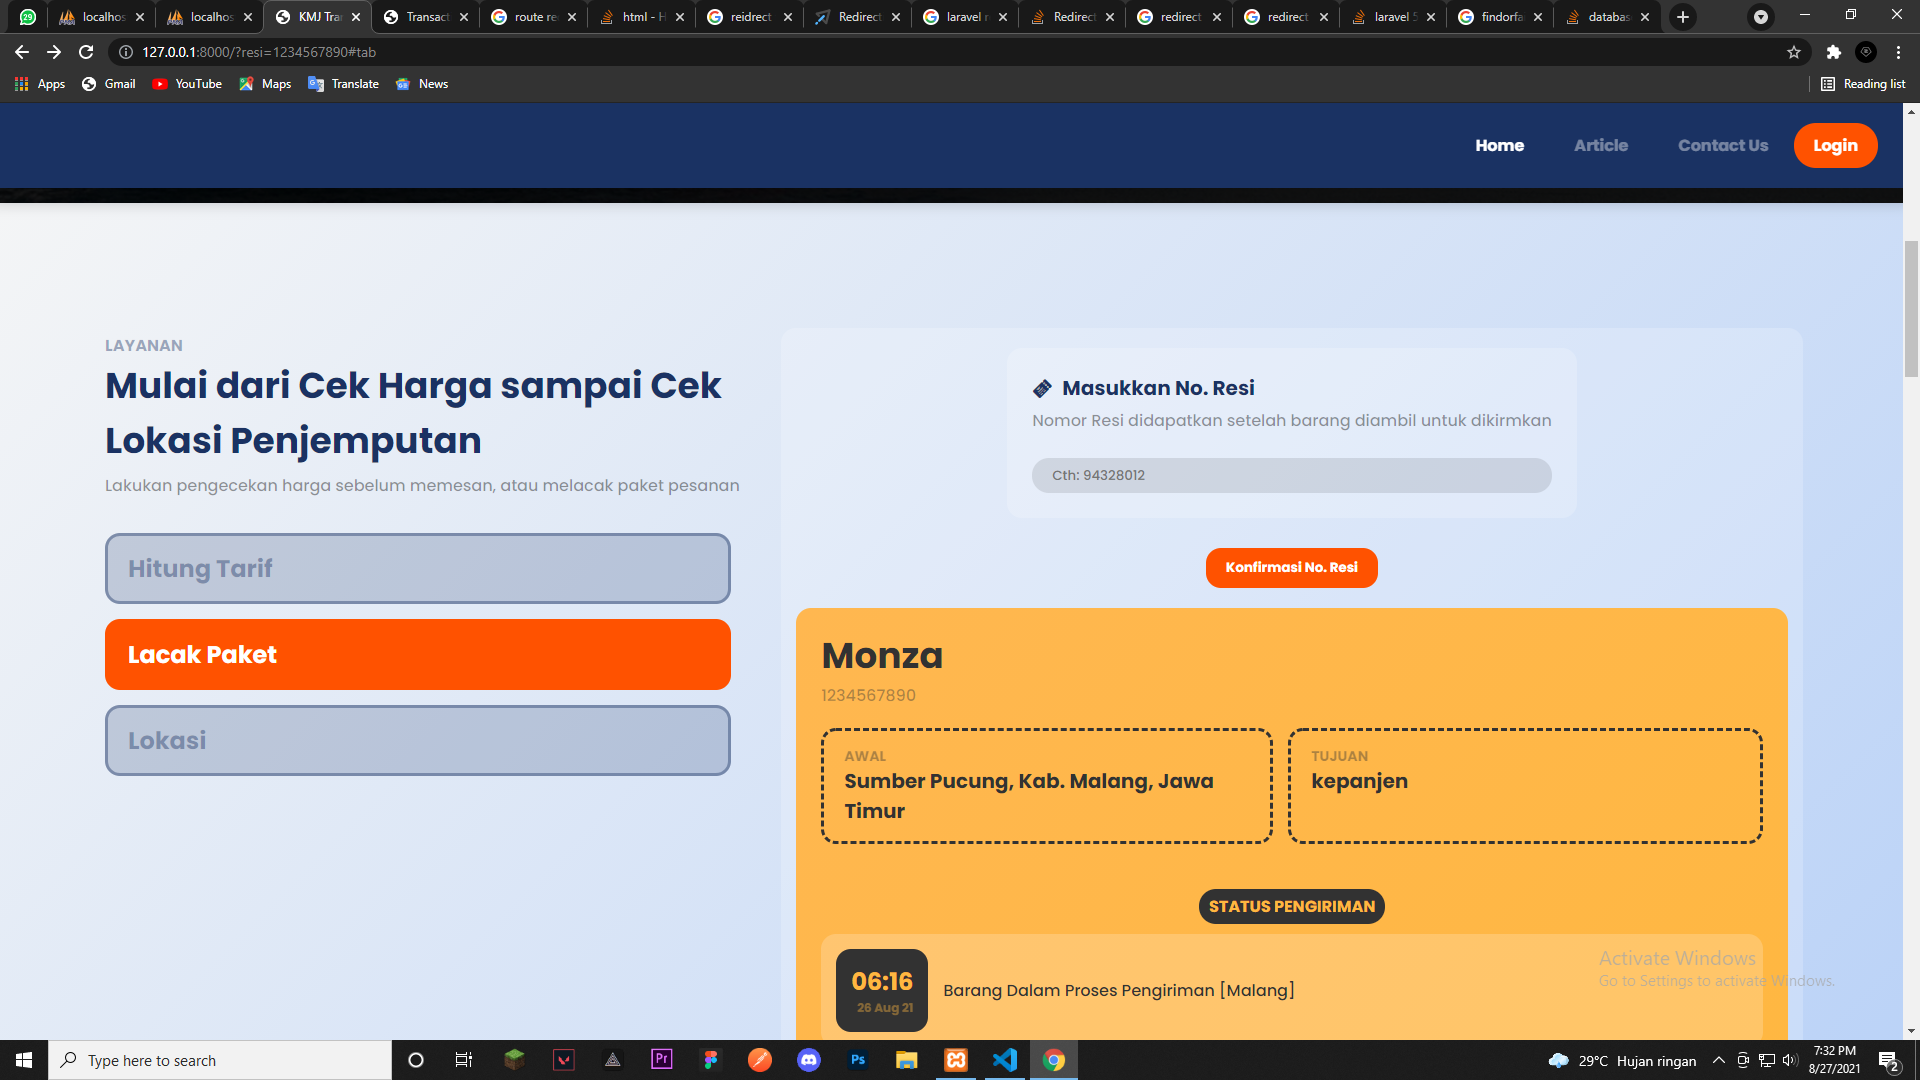 29
localhos
localhos
KMJ Tra
Transact
route re
html - H
reidrect
Redirect
laravel r
Redirect
redirect
redirect
laravel 5
findorfa
databas
127.0.0.1:8000/?resi=1234567890#tab
Apps
Gmail
YouTube
Maps
Translate
News
Reading list
Home
Article
Contact Us
Login
LAYANAN
Mulai dari Cek Harga sampai Cek
Lokasi Penjemputan
Lakukan pengecekan harga sebelum memesan, atau melacak paket pesanan
Hitung Tarif
Lacak Paket
Lokasi
Masukkan No. Resi
Nomor Resi didapatkan setelah barang diambil untuk dikirmkan
Cth: 94328012
Konfirmasi No. Resi
Monza
1234567890
AWAL
Sumber Pucung, Kab. Malang, Jawa
Timur
TUJUAN
kepanjen
STATUS PENGIRIMAN
06:16
26 Aug 21
Barang Dalam Proses Pengiriman [Malang]
Activate Windows
Go to Settings to activate Windows.
Type here to search
Pr
Ps
29°C Hujan ringan
7:32 PM
8/27/2021
2